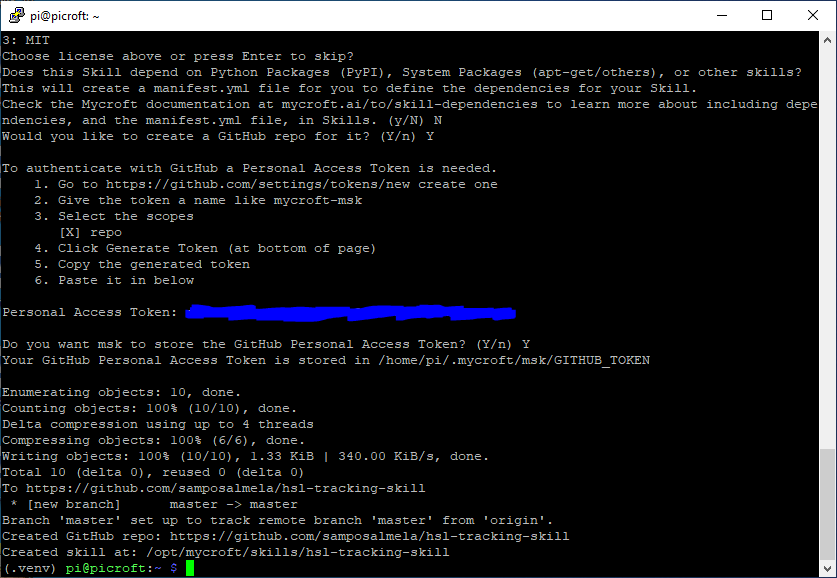 pi@picroft: ~
3: MIT
Choose license above or press Enter to skip?
Does this Skill depend on Python Packages (PyPI), System Packages (apt-get/others), or other skills?
This will create a manifest.yml file for you to define the dependencies for your Skill.
Check the Mycroft documentation at mycroft.ai/to/skill-dependencies to learn more about including depe
ndencies, and the manifest.yml file, in Skills. (y/N) N
Would you like to create a GitHub repo for it? (Y/n) Y
To authenticate with GitHub a Personal Access Token is needed.
1. Go to https://github.com/settings/tokens/new create one
2. Give the token a name like mycroft-msk
3. Select the scopes
[X] repo
4. Click Generate Token (at bottom of page)
5. Copy the generated token
6. Paste it in below
Personal Access Token:
Do you want msk to store the GitHub Personal Access Token? (Y/n) Y
Your GitHub Personal Access Token is stored in /home/pi/.mycroft/msk/GITHUB_TOKEN
Enumerating objects: 10, done.
Counting objects: 100% (10/10), done.
Delta compression using up to 4 threads
Compressing objects: 100% (6/6), done.
Writing objects: 100% (10/10), 1.33 KiB | 340.00 KiB/s, done.
Total 10 (delta 0), reused 0 (delta 0)
To https://github.com/samposalmela/hsl-tracking-skill
* [new branch]      master -> master
Branch 'master' set up to track remote branch 'master' from 'origin'.
Created GitHub repo: https://github.com/samposalmela/hsl-tracking-skill
Created skill at: /opt/mycroft/skills/hsl-tracking-skill
(.venv) pi@picroft:~ $